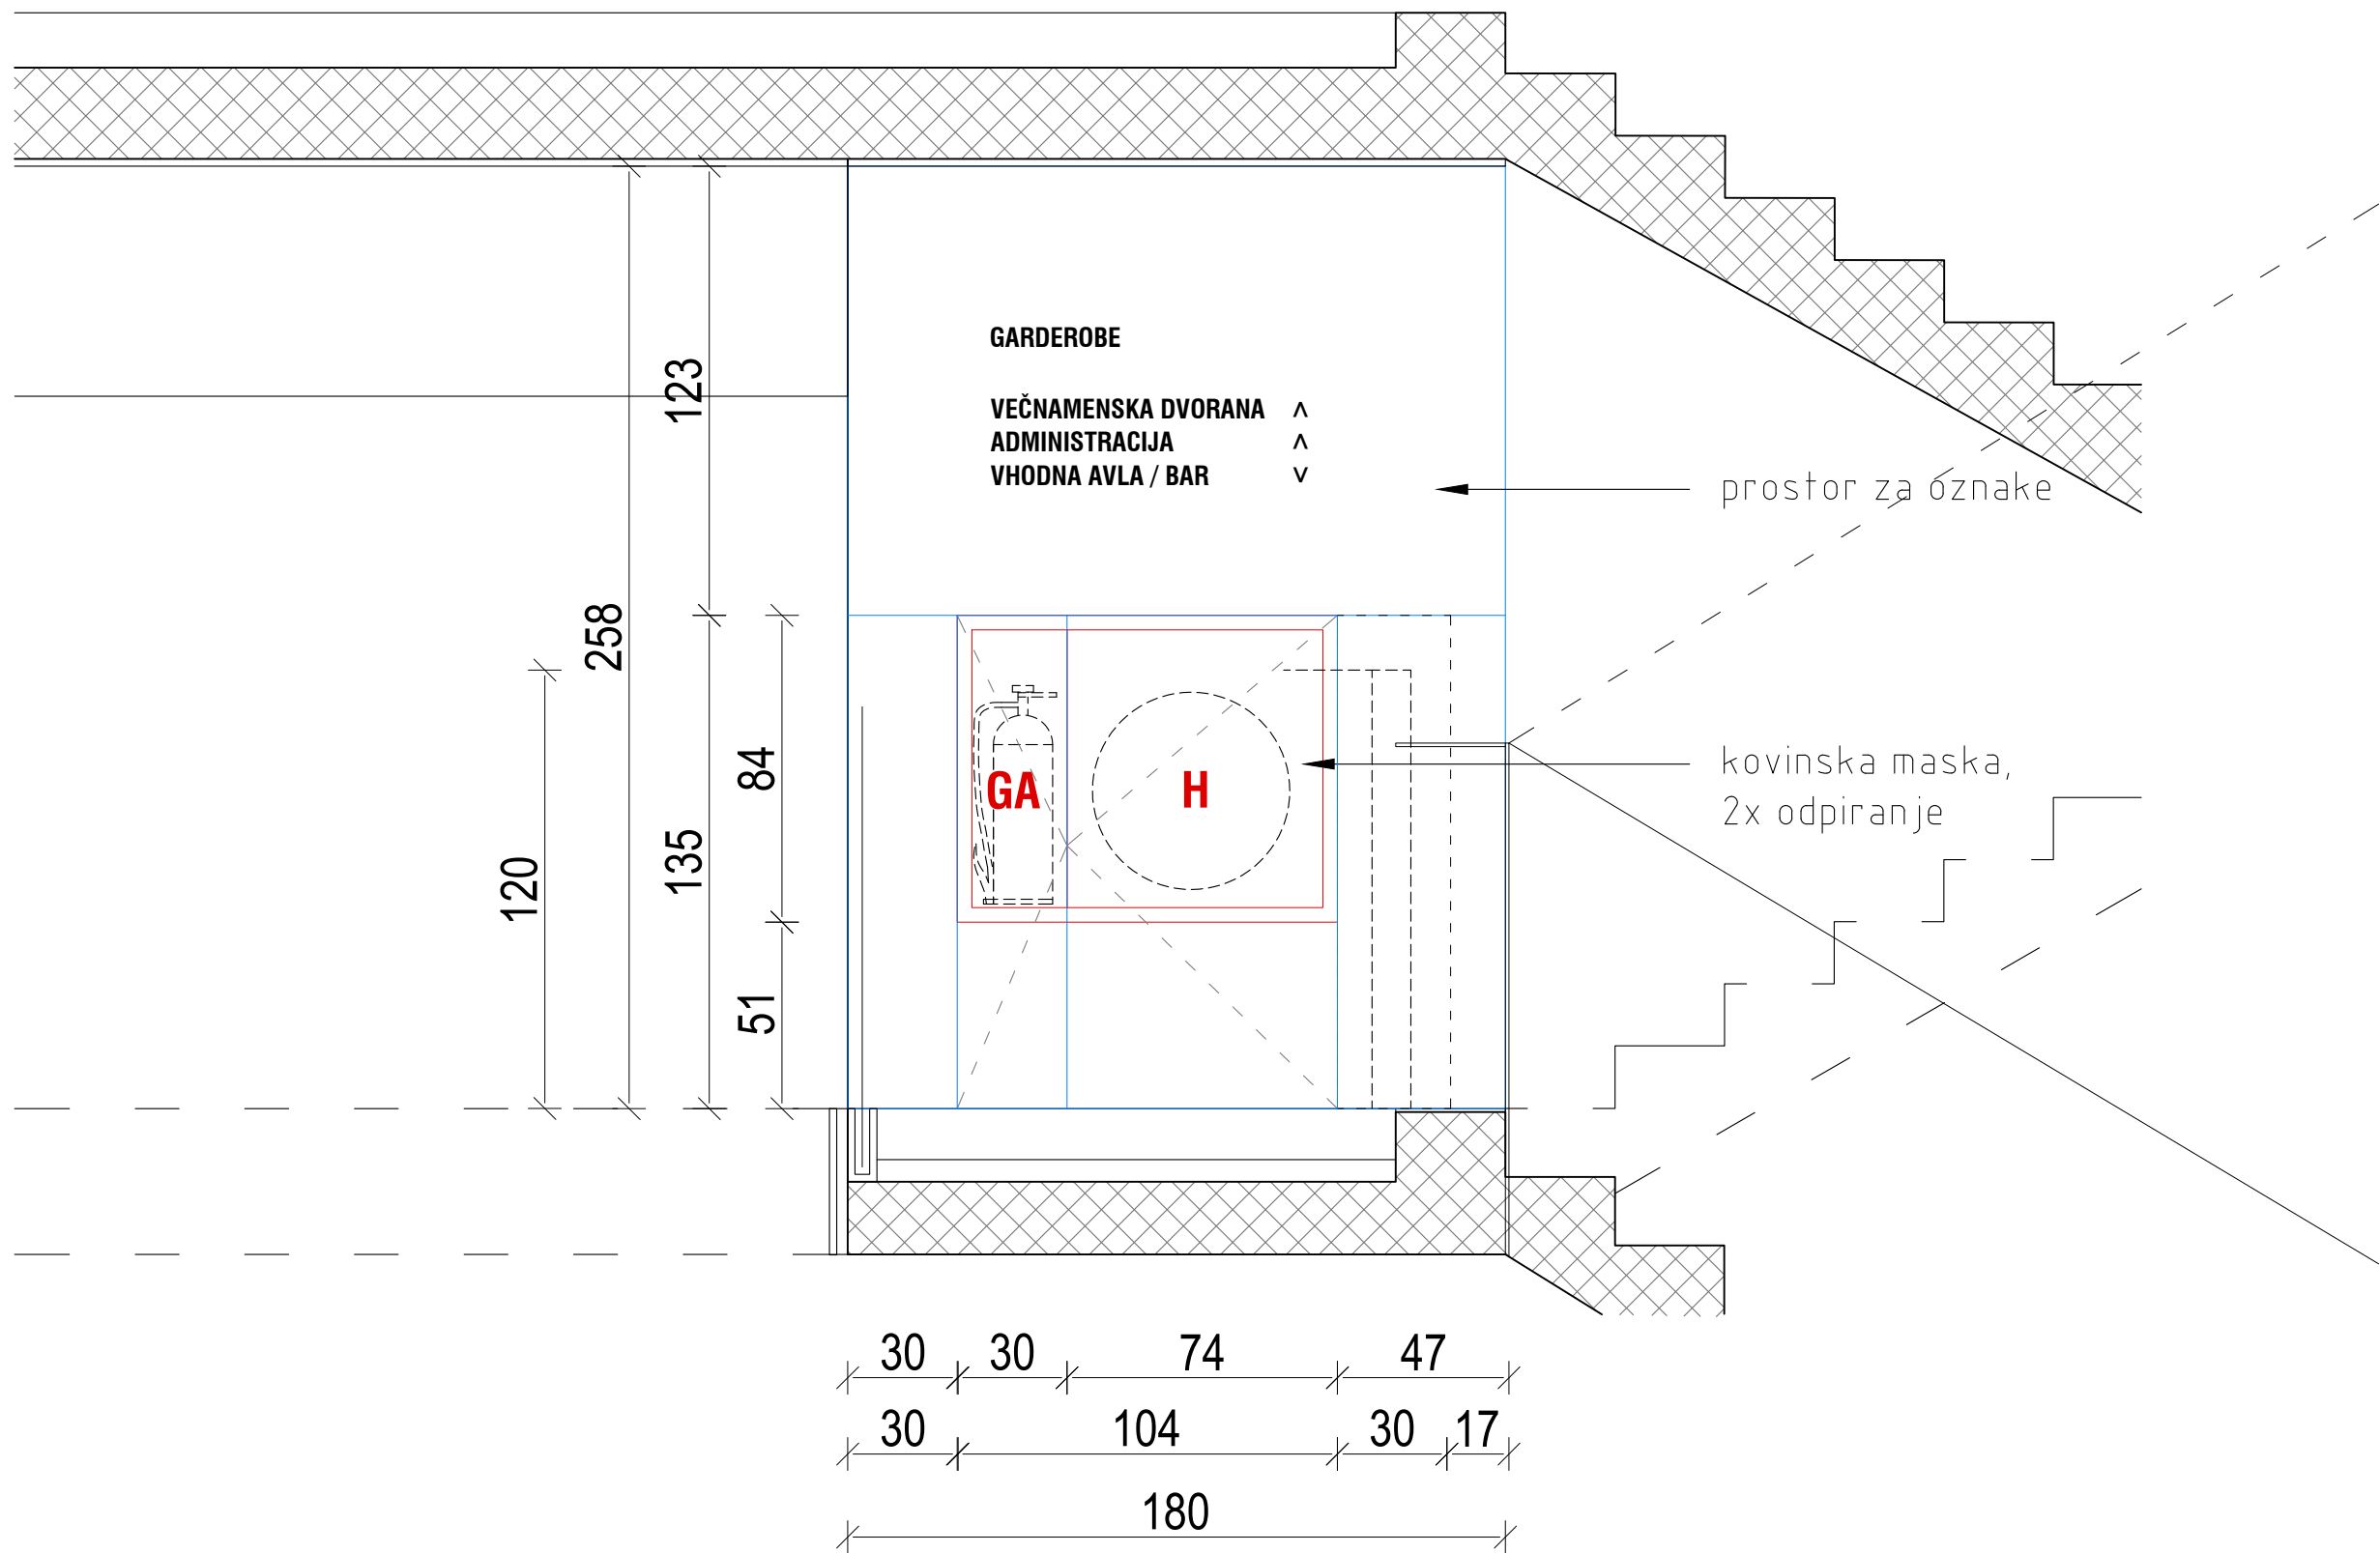 GARDEROBE
VEČNAMENSKA DVORANA ^
ADMINISTRACIJA ^
VHODNA AVLA / BAR v
prostor za oznake
kovinska maska,
2x odpiranje
GA
H
123
258
84
135
120
51
30 30 74 47
30 104 30 17
180